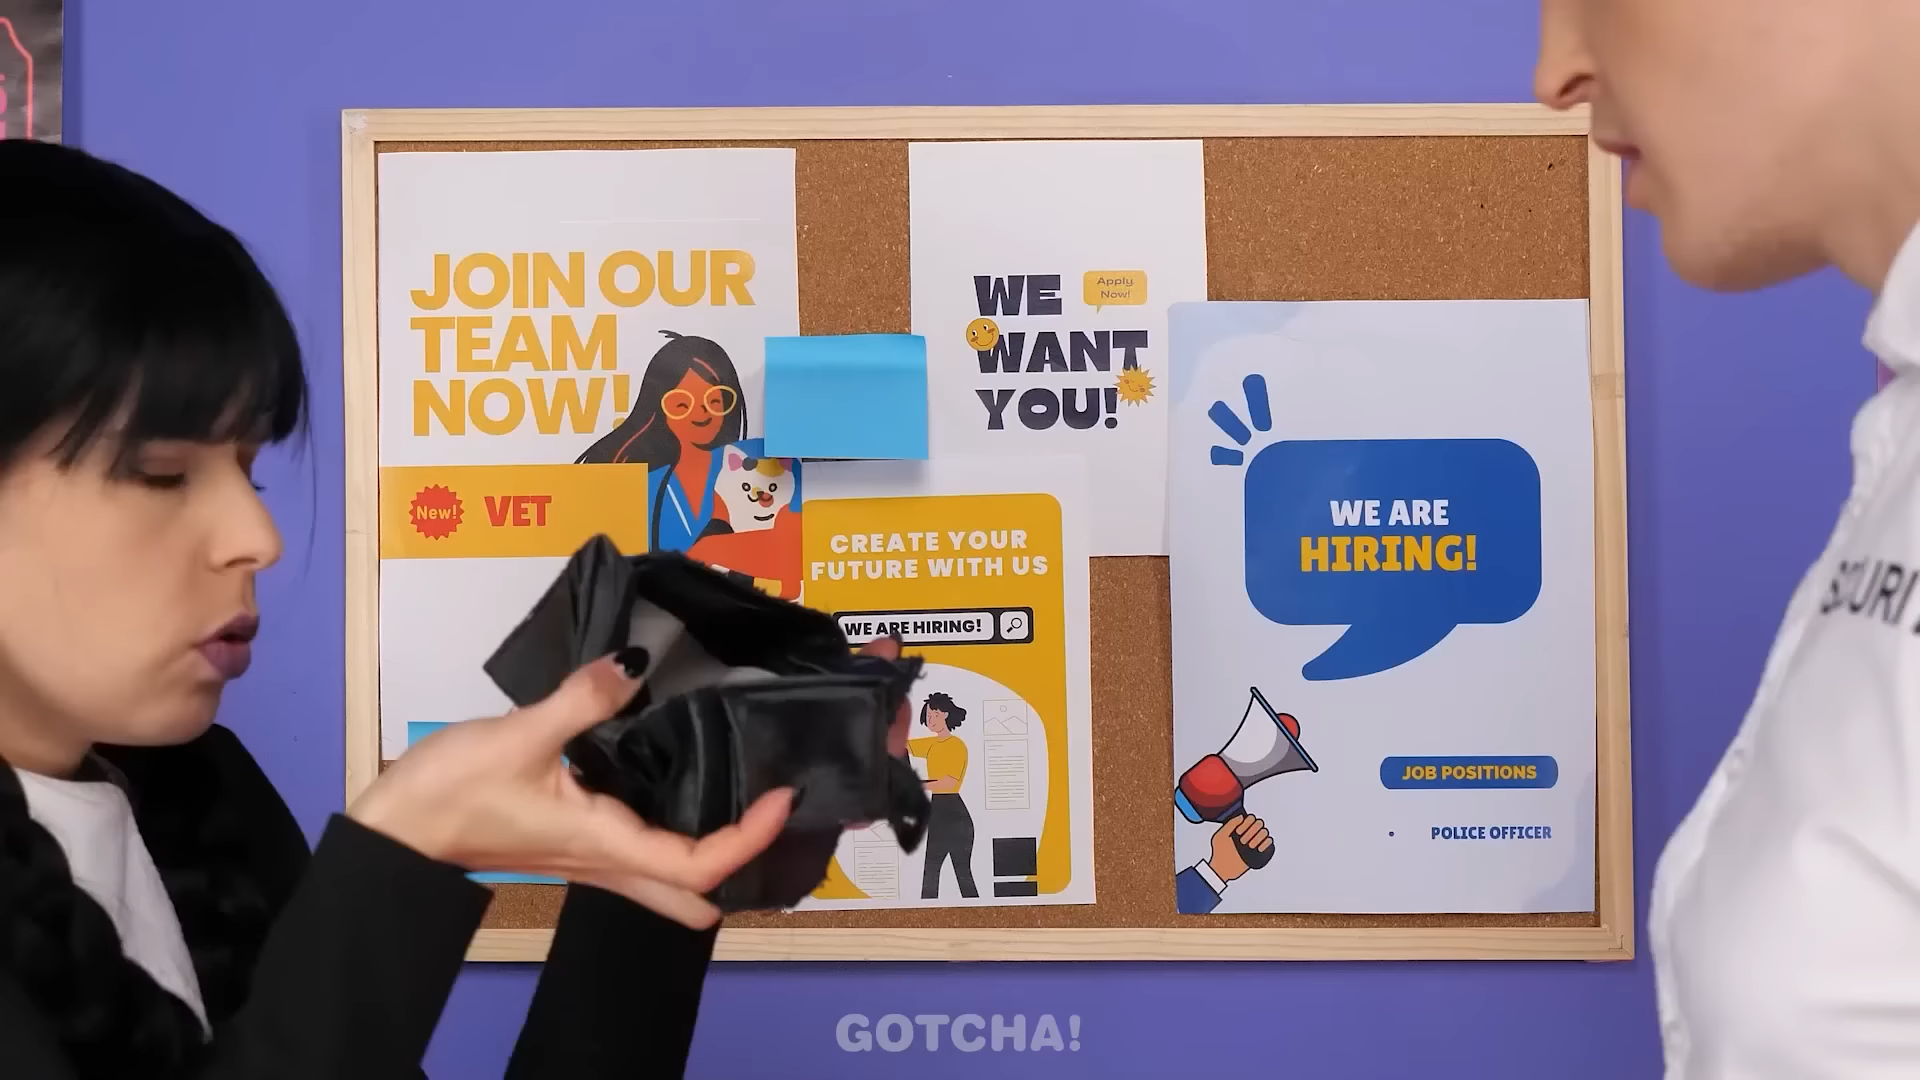 JOIN OUR
TEAM
NOW!
New! VET
WE
Apply
Now!
WANT
YOU!
CREATE YOUR
FUTURE WITH US
WE ARE HIRING!
WE ARE
HIRING!
JOB POSITIONS
• POLICE OFFICER
GOTCHA!